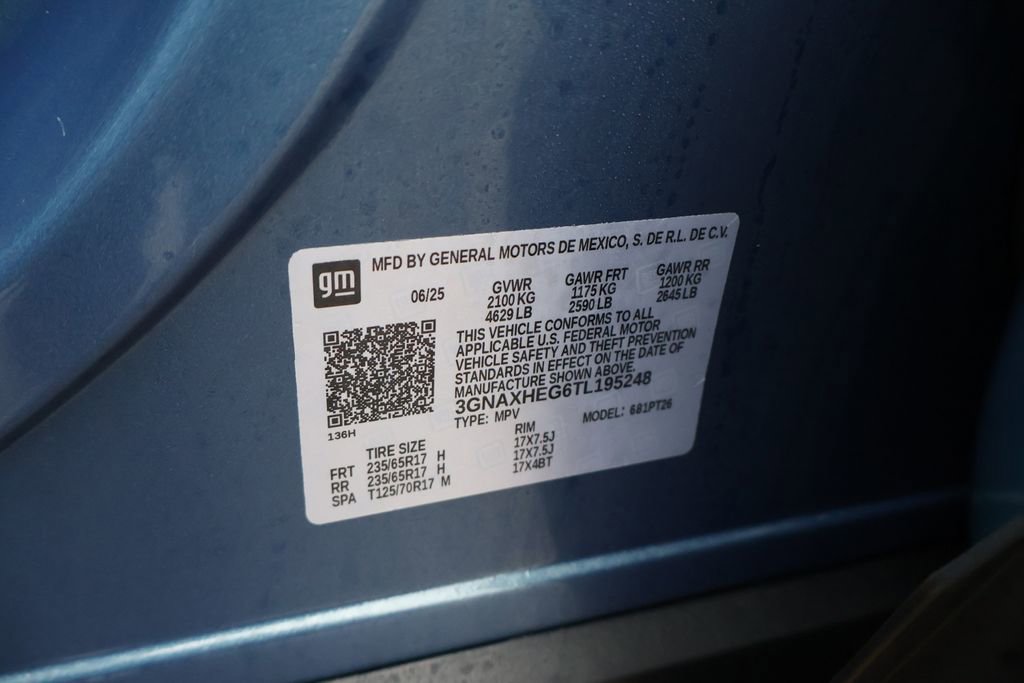 gm
MFD BY GENERAL MOTORS DE MEXICO, S. DE R.L. DE C.V.
06/25 GVWR GAWR FRT GAWR RR
2100 KG 1175 KG 1200 KG
4629 LB 2590 LB 2645 LB
THIS VEHICLE CONFORMS TO ALL
APPLICABLE U.S. FEDERAL MOTOR
VEHICLE SAFETY AND THEFT PREVENTION
STANDARDS IN EFFECT ON THE DATE OF
MANUFACTURE SHOWN ABOVE.
3GNAXHEG6TL195248
TYPE: MPV MODEL: 681PT26
136H
TIRE SIZE RIM
FRT 235/65R17 H 17X7.5J
RR 235/65R17 H 17X7.5J
SPA T125/70R17 M 17X4BT